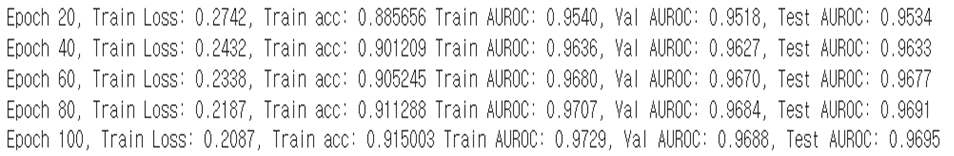 Epoch 20, Train Loss: 0.2742, Train acc: 0.885656 Train AUROC: 0.9540, Val AUROC: 0.9518, Test AUROC: 0.9534
Epoch 40, Train Loss: 0.2432, Train acc: 0.901209 Train AUROC: 0.9636, Val AUROC: 0.9627, Test AUROC: 0.9633
Epoch 60, Train Loss: 0.2338, Train acc: 0.905245 Train AUROC: 0.9680, Val AUROC: 0.9670, Test AUROC: 0.9677
Epoch 80, Train Loss: 0.2187, Train acc: 0.911288 Train AUROC: 0.9707, Val AUROC: 0.9684, Test AUROC: 0.9691
Epoch 100, Train Loss: 0.2087, Train acc: 0.915003 Train AUROC: 0.9729, Val AUROC: 0.9688, Test AUROC: 0.9695